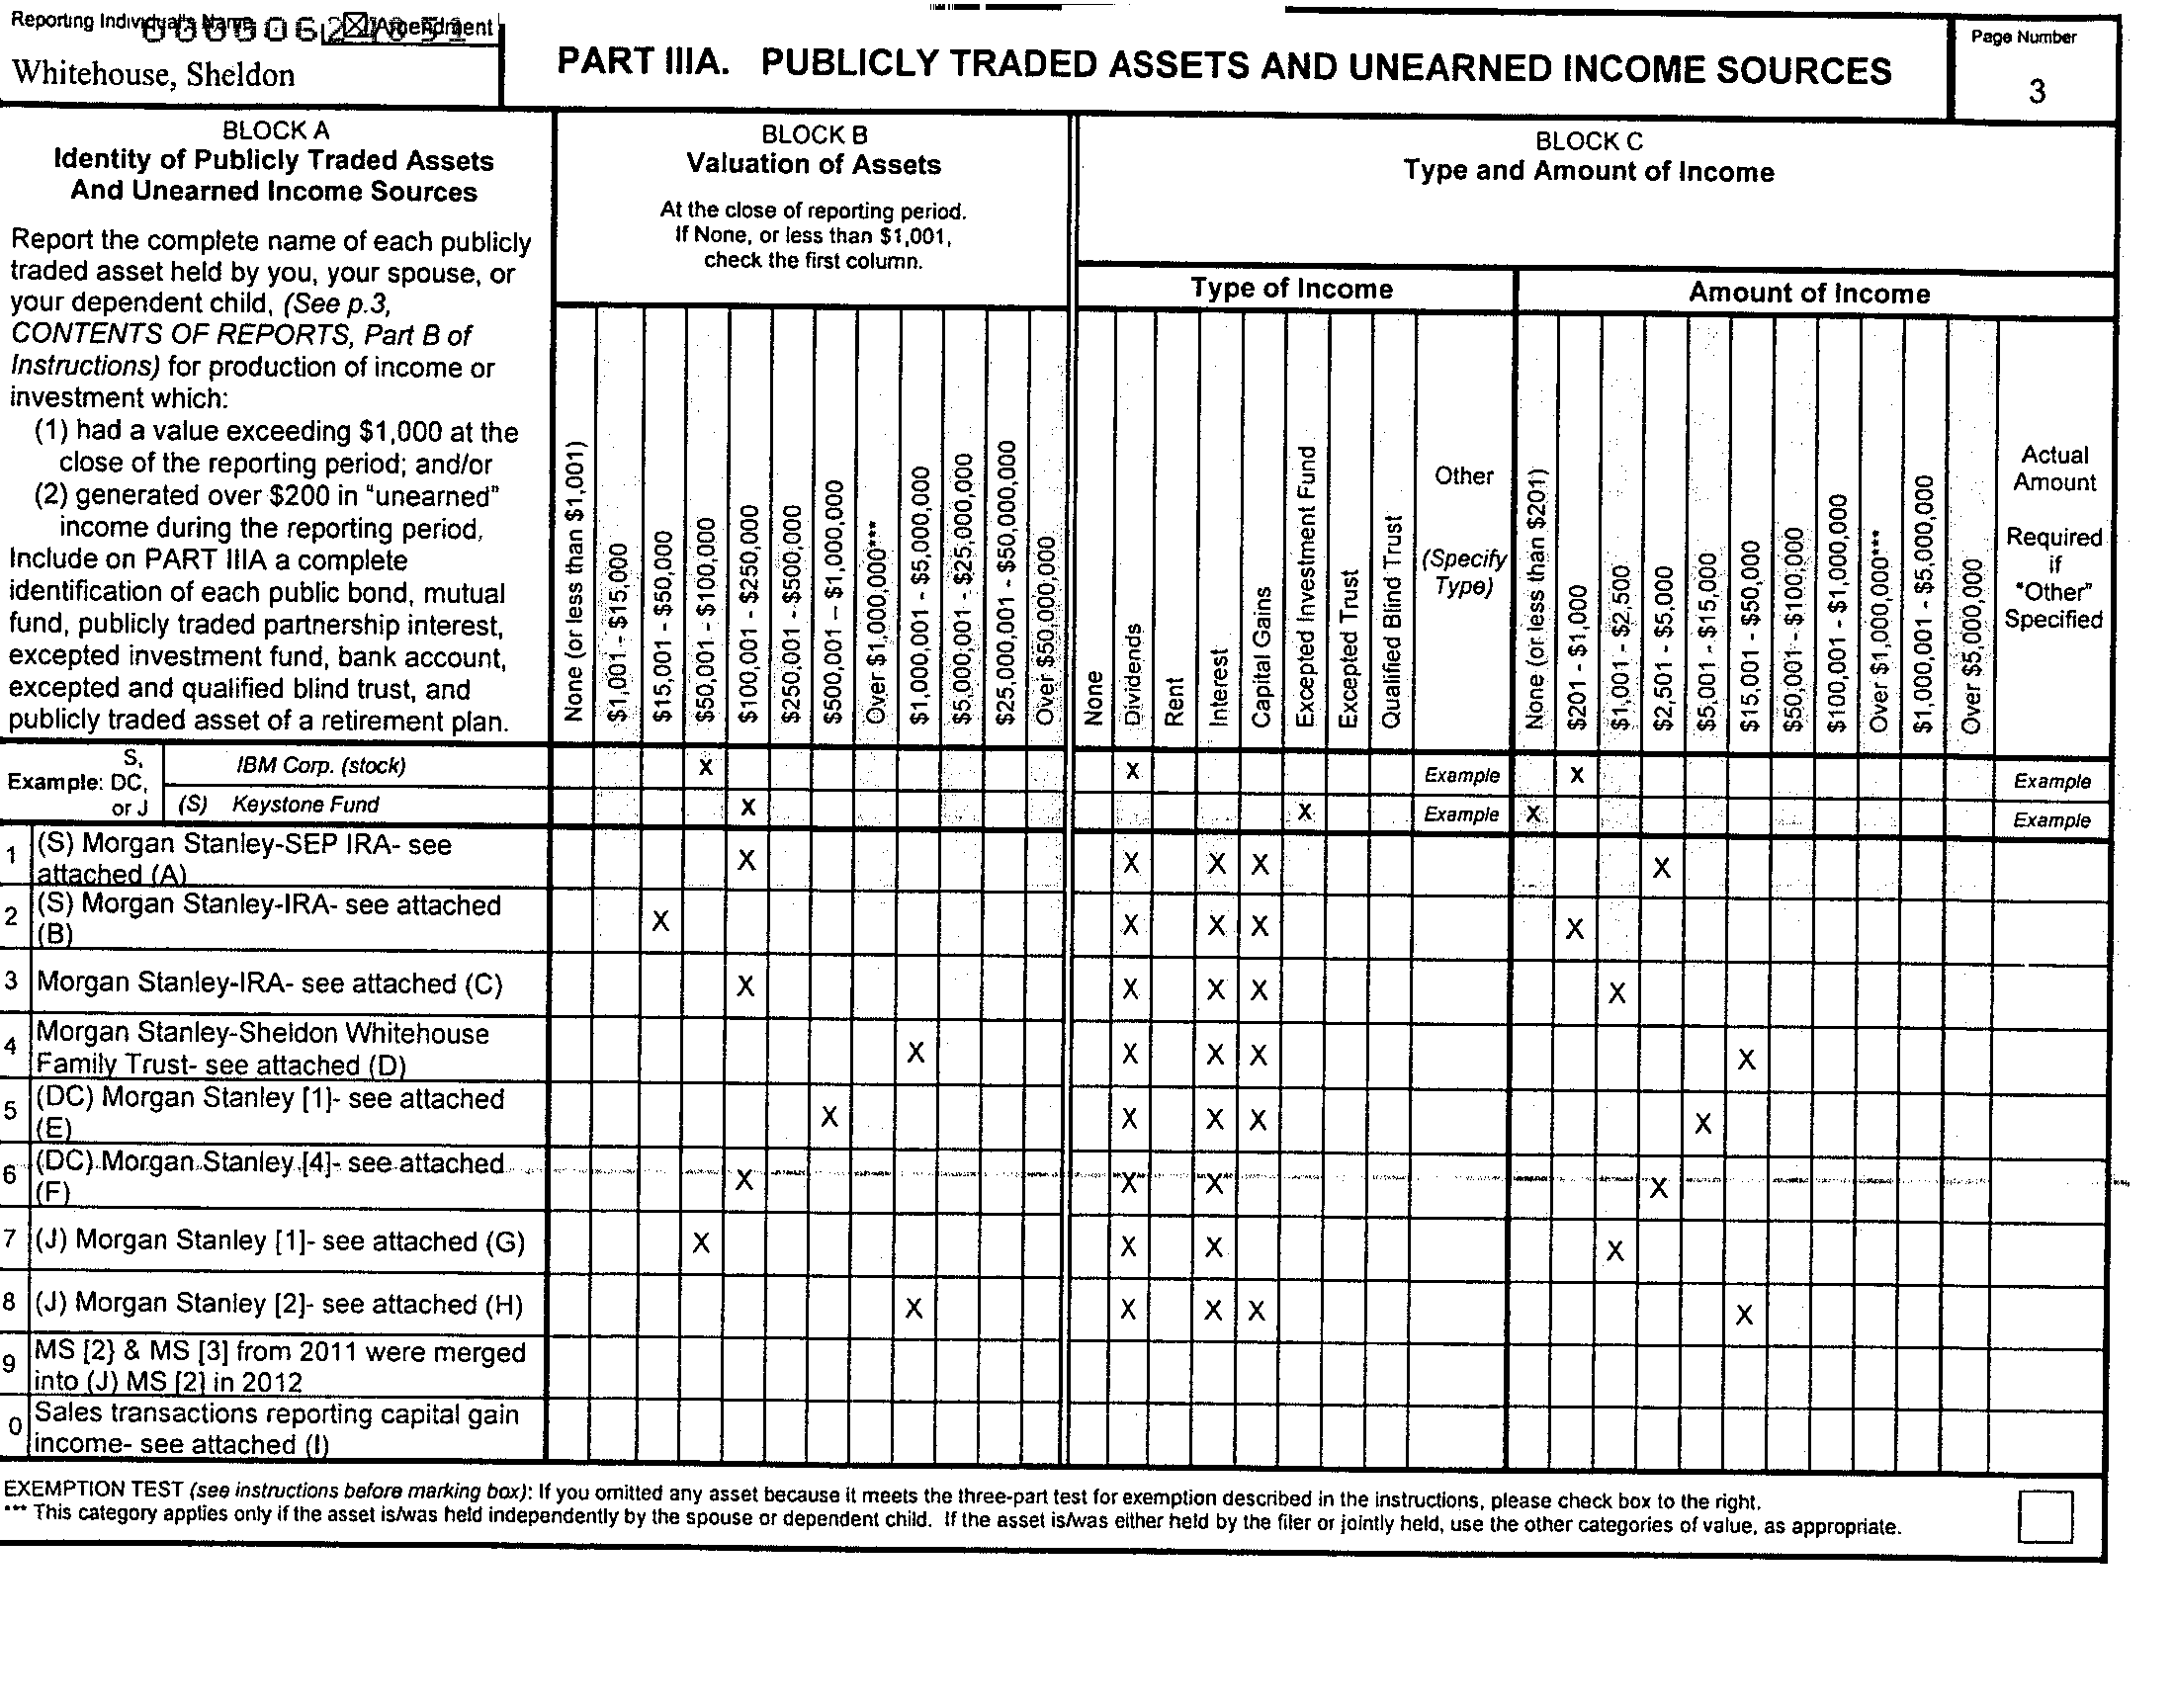 Reporting Individual's Name
Amendment
Whitehouse, Sheldon
PART IIIA. PUBLICLY TRADED ASSETS AND UNEARNED INCOME SOURCES
Page Number
3
BLOCK A
Identity of Publicly Traded Assets
And Unearned Income Sources
Report the complete name of each publicly
traded asset held by you, your spouse, or
your dependent child, (See p.3,
CONTENTS OF REPORTS, Part B of
Instructions) for production of income or
investment which:
(1) had a value exceeding $1,000 at the
close of the reporting period; and/or
(2) generated over $200 in "unearned"
income during the reporting period,
Include on PART IIIA a complete
identification of each public bond, mutual
fund, publicly traded partnership interest,
excepted investment fund, bank account,
excepted and qualified blind trust, and
publicly traded asset of a retirement plan.
BLOCK B
Valuation of Assets
At the close of reporting period.
If None, or less than $1,001,
check the first column.
None (or less than $1,001)
$1,001 - $15,000
$15,001 - $50,000
$50,001 - $100,000
$100,001 - $250,000
$250,001 - $500,000
$500,001 – $1,000,000
Over $1,000,000***
$1,000,001 - $5,000,000
$5,000,001 - $25,000,000
$25,000,001 - $50,000,000
Over $50,000,000
BLOCK C
Type and Amount of Income
Type of Income
None
Dividends
Rent
Interest
Capital Gains
Excepted Investment Fund
Excepted Trust
Qualified Blind Trust
Other
(Specify
Type)
Amount of Income
None (or less than $201)
$201 - $1,000
$1,001 - $2,500
$2,501 - $5,000
$5,001 - $15,000
$15,001 - $50,000
$50,001 - $100,000
$100,001 - $1,000,000
Over $1,000,000***
$1,000,001 - $5,000,000
Over $5,000,000
Actual
Amount
Required
if
"Other"
Specified
Example: S, DC, or J
IBM Corp. (stock) X X Example X Example
(S) Keystone Fund X X Example X Example
1 (S) Morgan Stanley-SEP IRA- see
attached (A) X X X X X
2 (S) Morgan Stanley-IRA- see attached
(B) X X X X X
3 Morgan Stanley-IRA- see attached (C) X X X X X
4 Morgan Stanley-Sheldon Whitehouse
Family Trust- see attached (D) X X X X X
5 (DC) Morgan Stanley [1]- see attached
(E) X X X X X
6 (DC) Morgan Stanley [4]- see attached
(F) X X X X
7 (J) Morgan Stanley [1]- see attached (G) X X X X
8 (J) Morgan Stanley [2]- see attached (H) X X X X X
9 MS [2} & MS [3] from 2011 were merged
into (J) MS [2] in 2012
0 Sales transactions reporting capital gain
income- see attached (I)
EXEMPTION TEST (see instructions before marking box): If you omitted any asset because it meets the three-part test for exemption described in the instructions, please check box to the right.
*** This category applies only if the asset is/was held independently by the spouse or dependent child. If the asset is/was either held by the filer or jointly held, use the other categories of value, as appropriate.